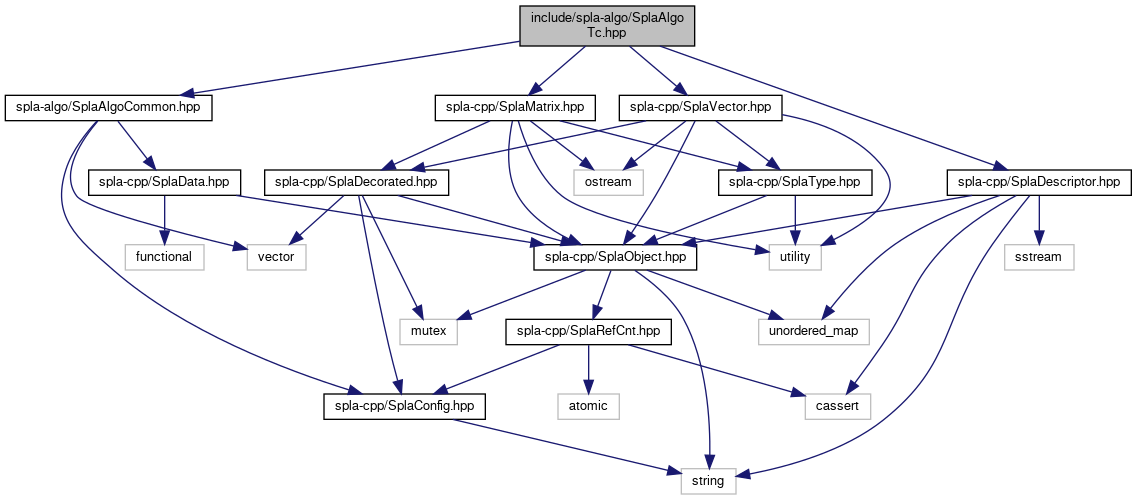 include/spla-algo/SplaAlgo
Tc.hpp
spla-algo/SplaAlgoCommon.hpp
spla-cpp/SplaMatrix.hpp
spla-cpp/SplaVector.hpp
spla-cpp/SplaData.hpp
spla-cpp/SplaDecorated.hpp
ostream
spla-cpp/SplaType.hpp
spla-cpp/SplaDescriptor.hpp
functional
vector
spla-cpp/SplaObject.hpp
utility
sstream
mutex
spla-cpp/SplaRefCnt.hpp
unordered_map
spla-cpp/SplaConfig.hpp
atomic
cassert
string